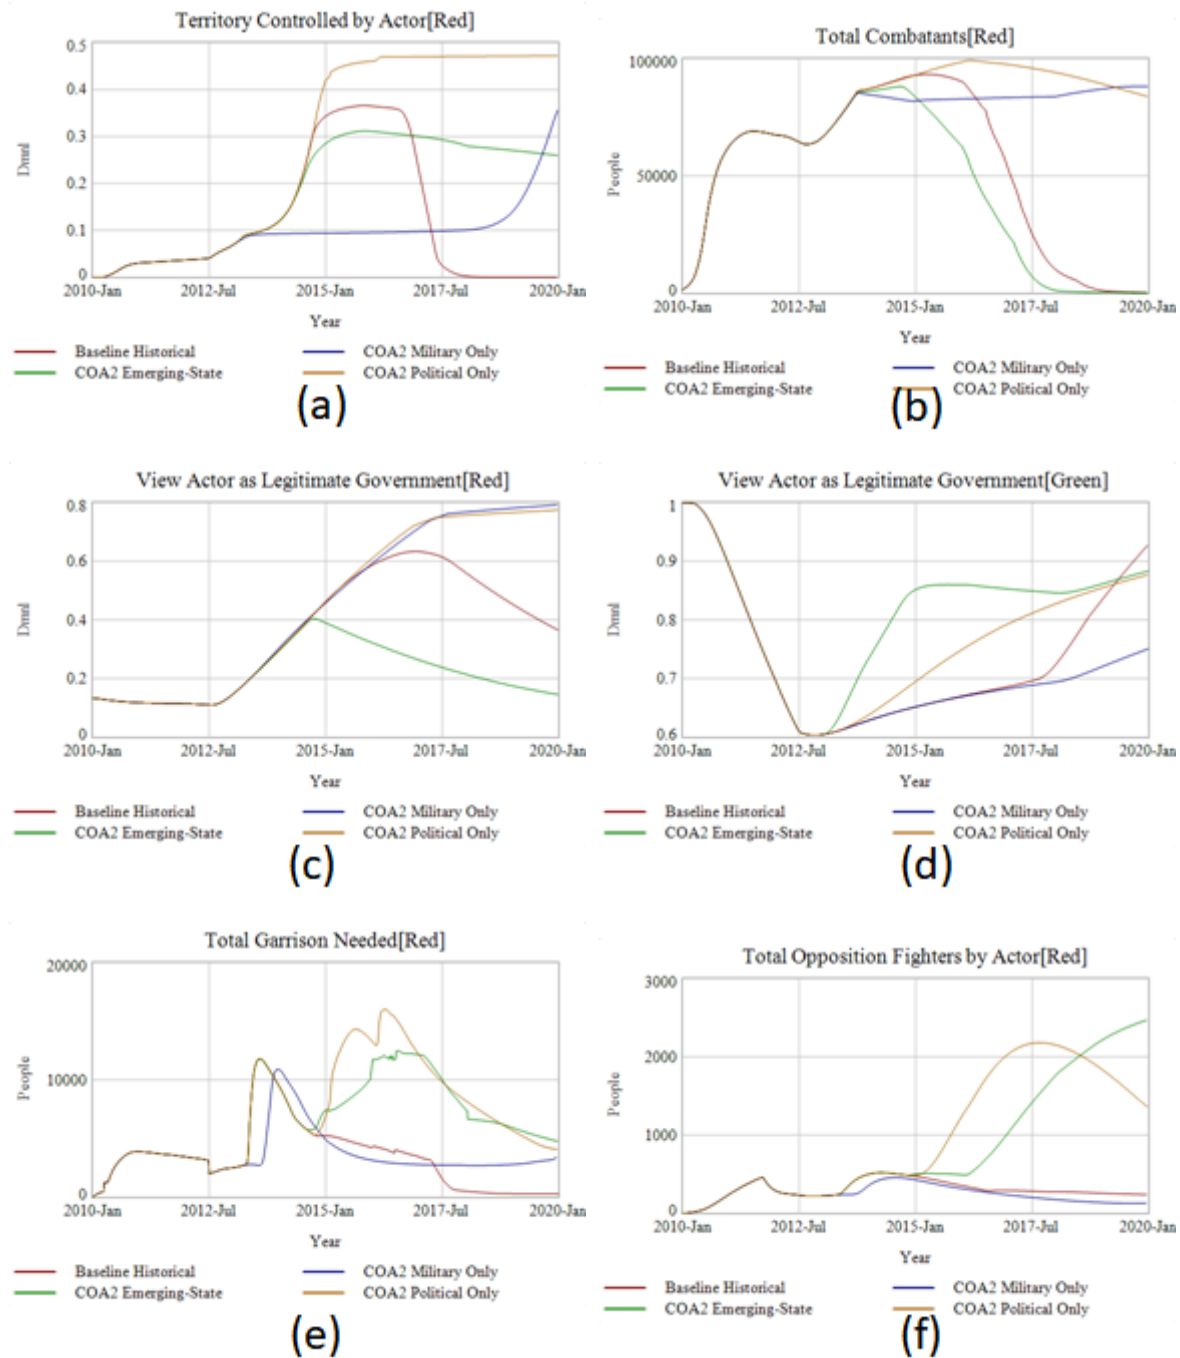 Territory Controlled by Actor[Red]
0.5
0.4
0.3
0.2
0.1
0
Dmnl
2010-Jan 2012-Jul 2015-Jan 2017-Jul 2020-Jan
Year
Baseline Historical COA2 Military Only
COA2 Emerging-State COA2 Political Only
(a)
Total Combatants[Red]
100000
50000
0
People
2010-Jan 2012-Jul 2015-Jan 2017-Jul 2020-Jan
Year
Baseline Historical COA2 Military Only
COA2 Emerging-State COA2 Political Only
(b)
View Actor as Legitimate Government[Red]
0.8
0.6
0.4
0.2
0
Dmnl
2010-Jan 2012-Jul 2015-Jan 2017-Jul 2020-Jan
Year
Baseline Historical COA2 Military Only
COA2 Emerging-State COA2 Political Only
(c)
View Actor as Legitimate Government[Green]
1
0.9
0.8
0.7
0.6
Dmnl
2010-Jan 2012-Jul 2015-Jan 2017-Jul 2020-Jan
Year
Baseline Historical COA2 Military Only
COA2 Emerging-State COA2 Political Only
(d)
Total Garrison Needed[Red]
20000
10000
0
People
2010-Jan 2012-Jul 2015-Jan 2017-Jul 2020-Jan
Year
Baseline Historical COA2 Military Only
COA2 Emerging-State COA2 Political Only
(e)
Total Opposition Fighters by Actor[Red]
3000
2000
1000
0
People
2010-Jan 2012-Jul 2015-Jan 2017-Jul 2020-Jan
Year
Baseline Historical COA2 Military Only
COA2 Emerging-State COA2 Political Only
(f)